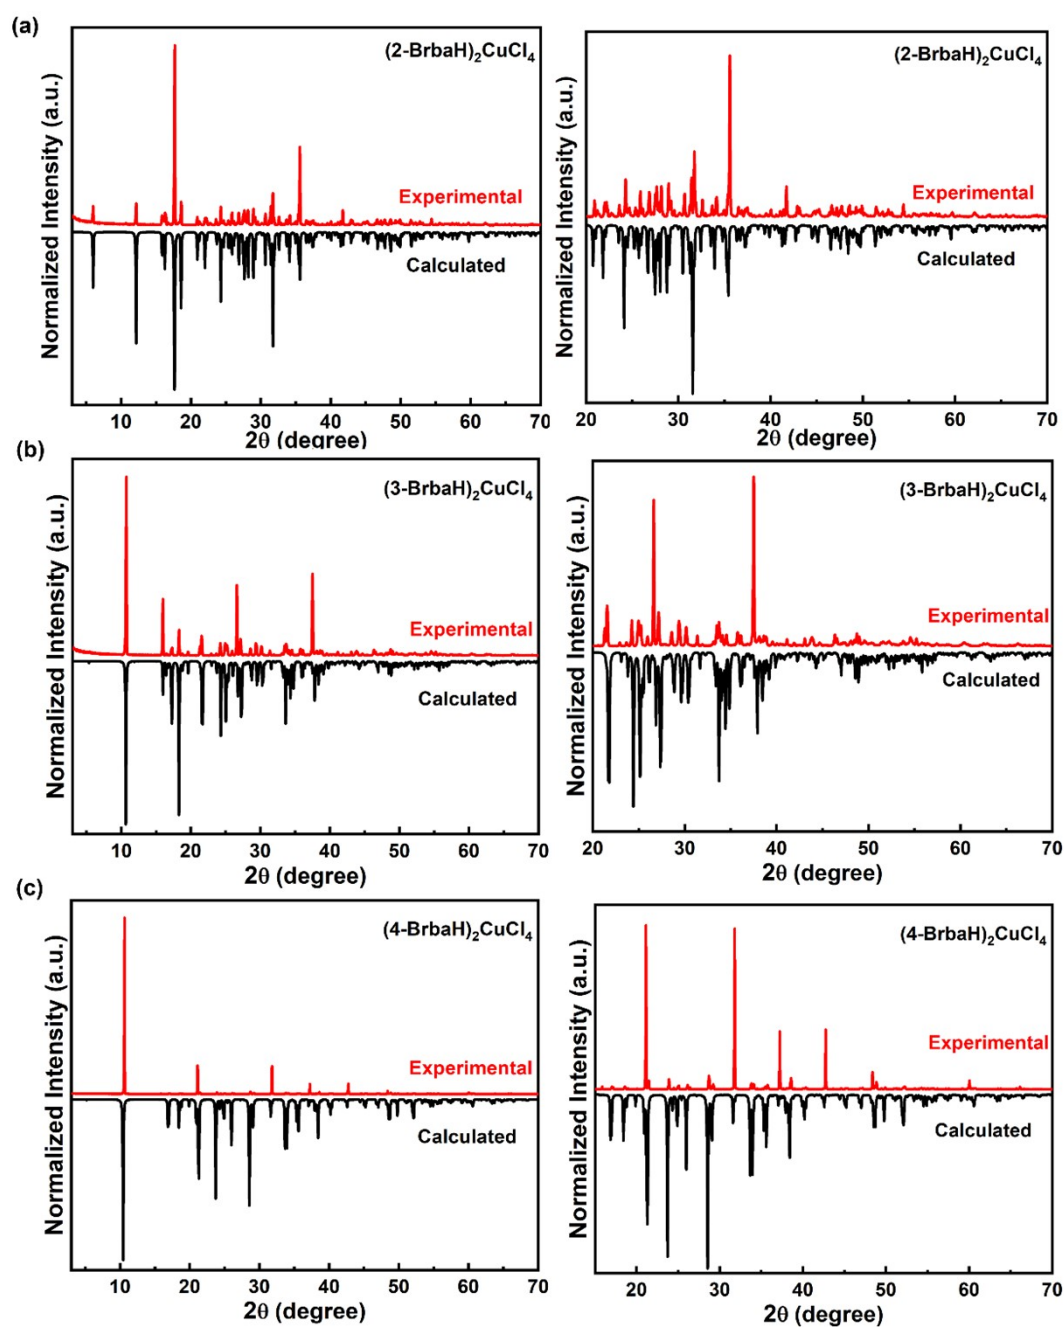 (a)
(2-BrbaH)₂CuCl₄
Experimental
Calculated
Normalized Intensity (a.u.)
10 20 30 40 50 60 70
2θ (degree)
(2-BrbaH)₂CuCl₄
Experimental
Calculated
Normalized Intensity (a.u.)
20 30 40 50 60 70
2θ (degree)
(b)
(3-BrbaH)₂CuCl₄
Experimental
Calculated
Normalized Intensity (a.u.)
10 20 30 40 50 60 70
2θ (degree)
(3-BrbaH)₂CuCl₄
Experimental
Calculated
Normalized Intensity (a.u.)
20 30 40 50 60 70
2θ (degree)
(c)
(4-BrbaH)₂CuCl₄
Experimental
Calculated
Normalized Intensity (a.u.)
10 20 30 40 50 60 70
2θ (degree)
(4-BrbaH)₂CuCl₄
Experimental
Calculated
Normalized Intensity (a.u.)
20 30 40 50 60 70
2θ (degree)